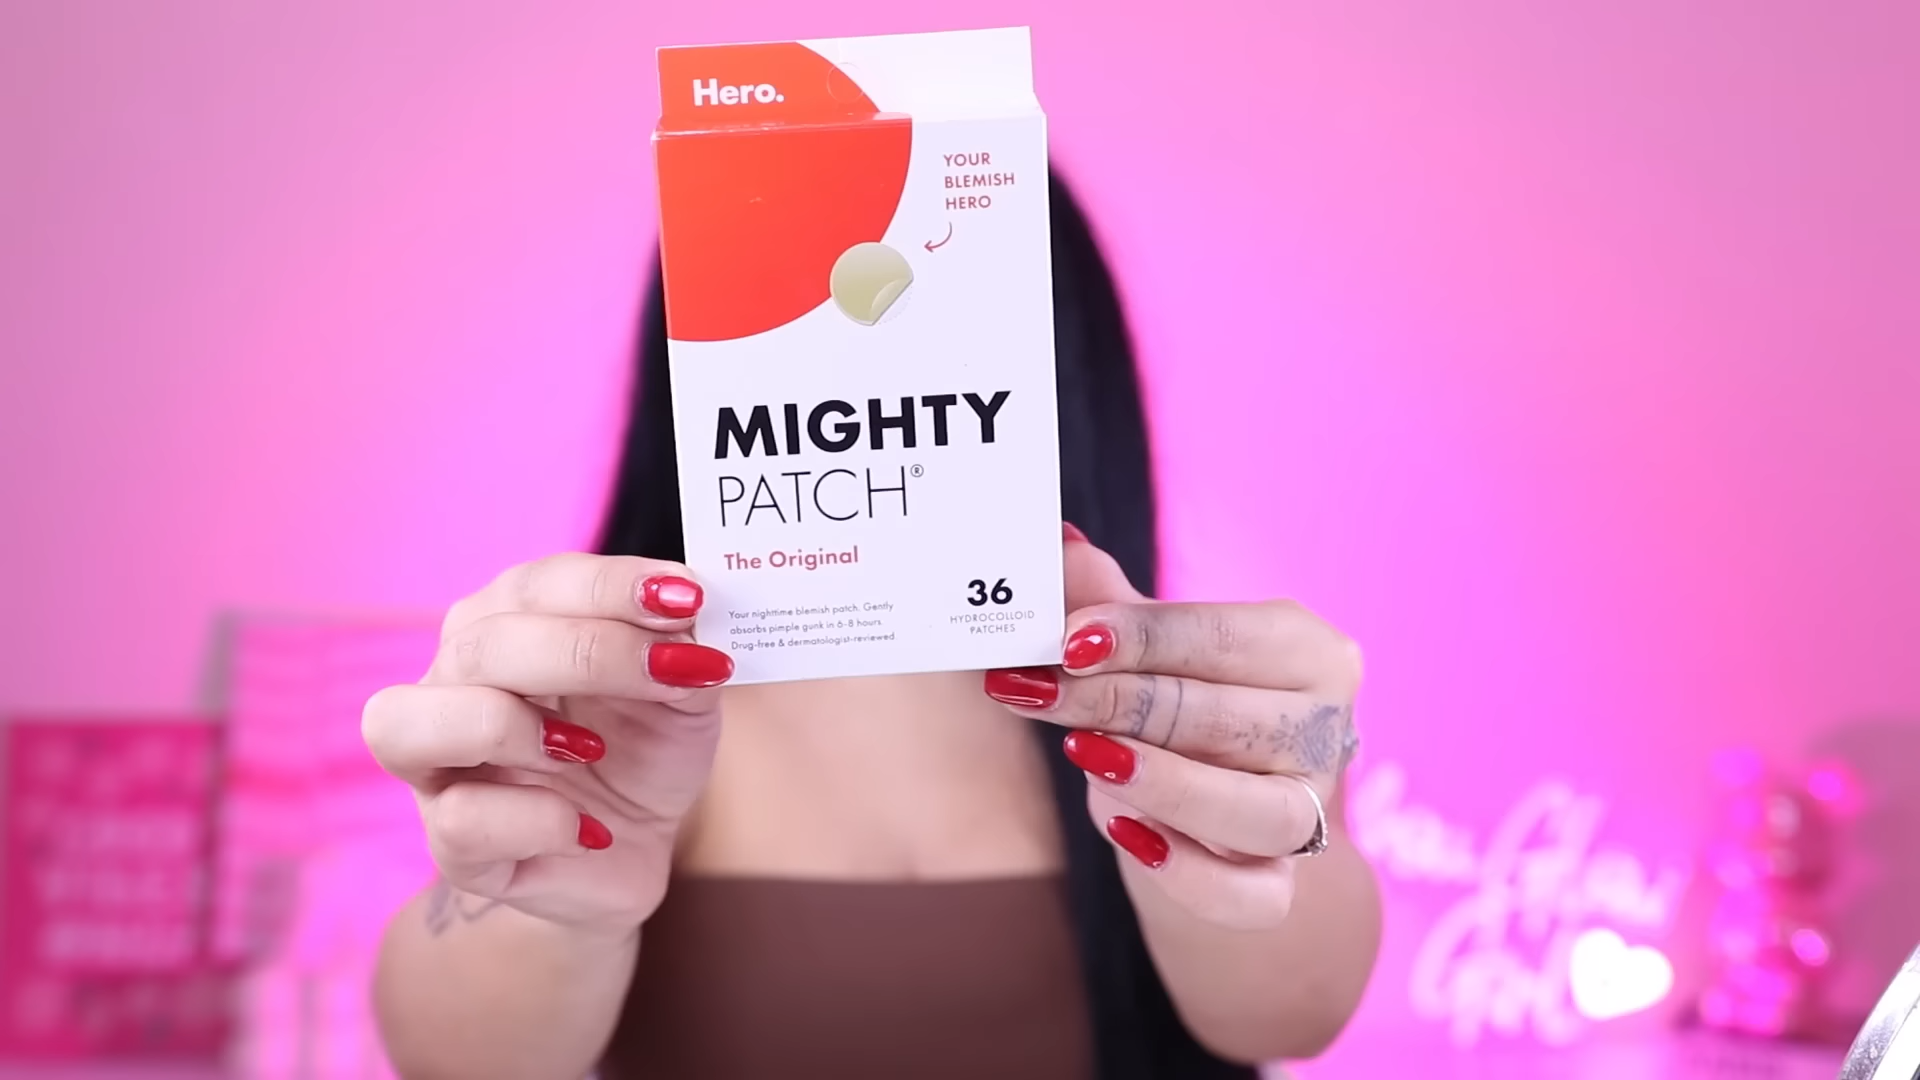 Hero.
YOUR
BLEMISH
HERO
MIGHTY
PATCH®
The Original
Your nighttime blemish patch. Gently
absorbs pimple gunk in 6-8 hours.
Drug-free & dermatologist-reviewed.
36
HYDROCOLLOID
PATCHES
Girl